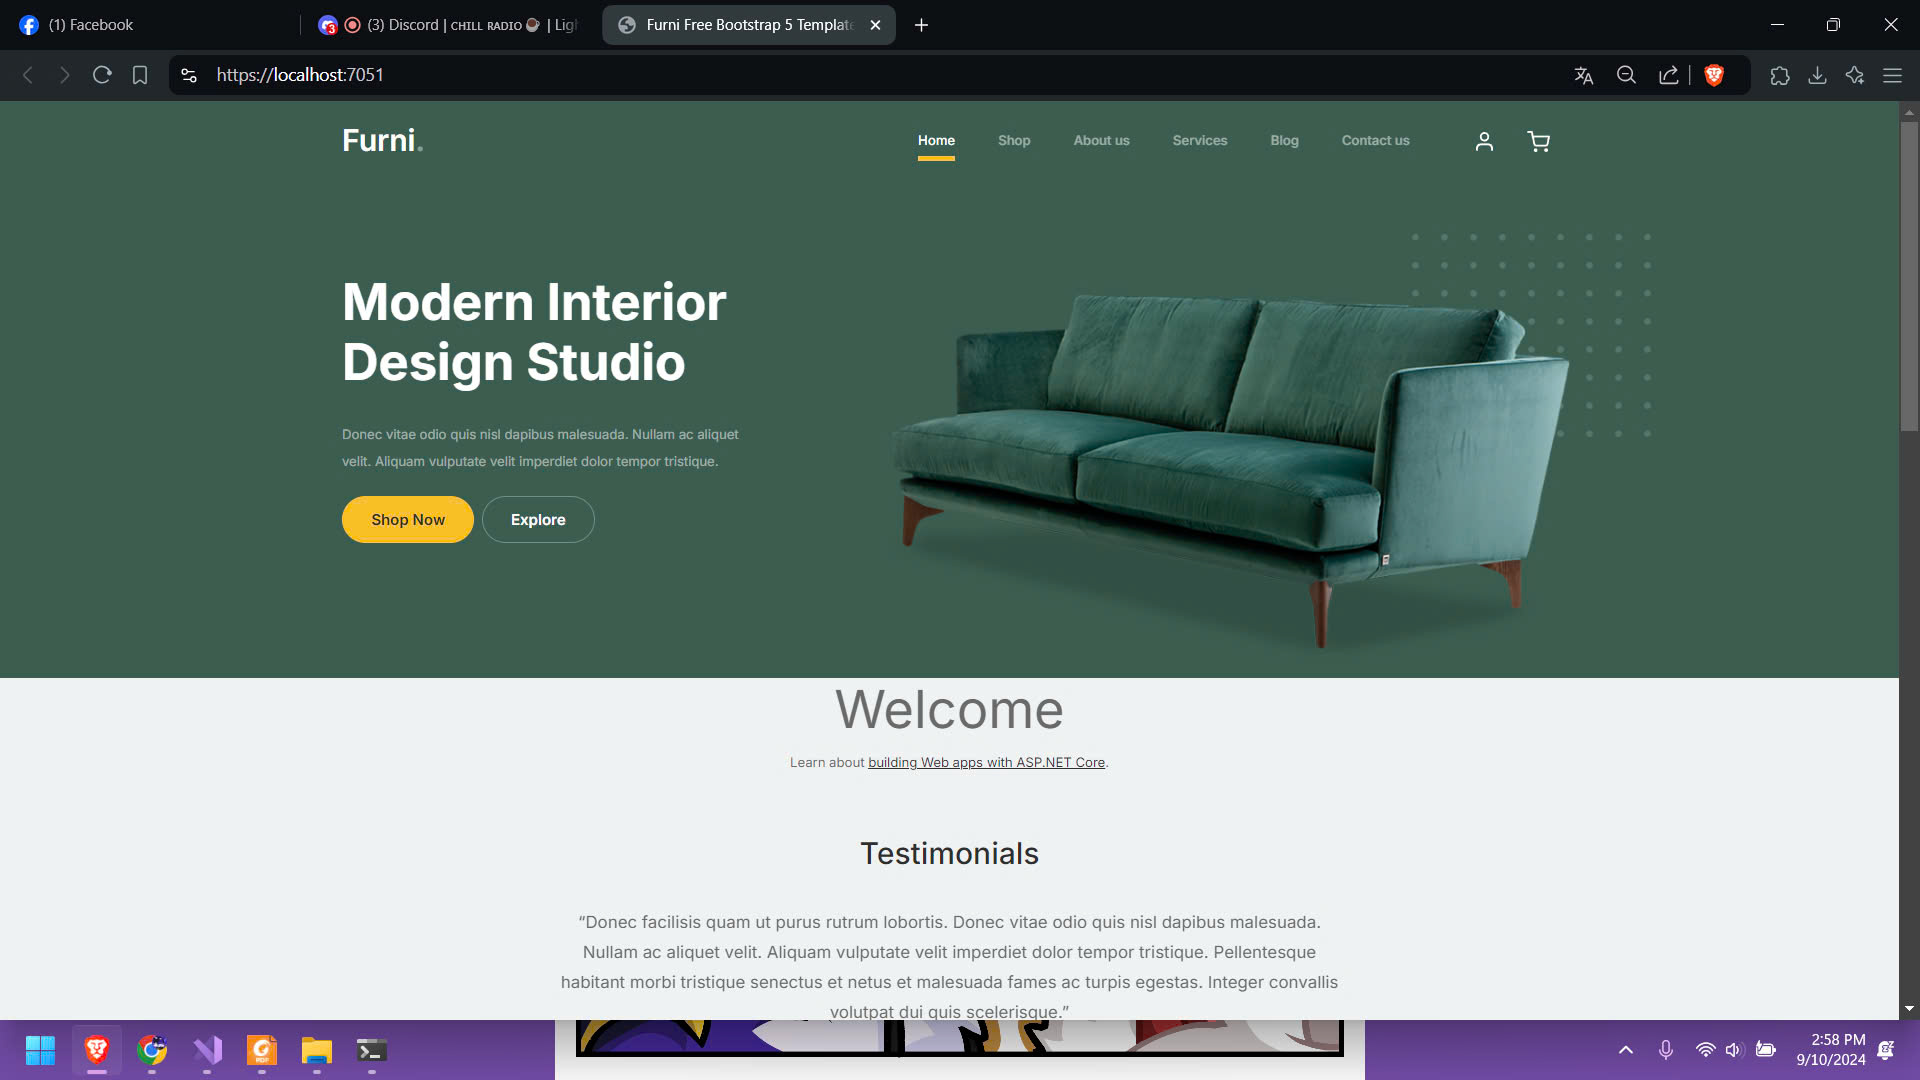 (1) Facebook
(3) Discord | ᴄʜɪʟʟ ʀᴀᴅɪᴏ | Ligh
Furni Free Bootstrap 5 Template
https://localhost:7051
Furni.
Home
Shop
About us
Services
Blog
Contact us
Modern Interior
Design Studio
Donec vitae odio quis nisl dapibus malesuada. Nullam ac aliquet
velit. Aliquam vulputate velit imperdiet dolor tempor tristique.
Shop Now
Explore
Welcome
Learn about building Web apps with ASP.NET Core.
Testimonials
“Donec facilisis quam ut purus rutrum lobortis. Donec vitae odio quis nisl dapibus malesuada.
Nullam ac aliquet velit. Aliquam vulputate velit imperdiet dolor tempor tristique. Pellentesque
habitant morbi tristique senectus et netus et malesuada fames ac turpis egestas. Integer convallis
volutpat dui quis scelerisque.”
2:58 PM
9/10/2024